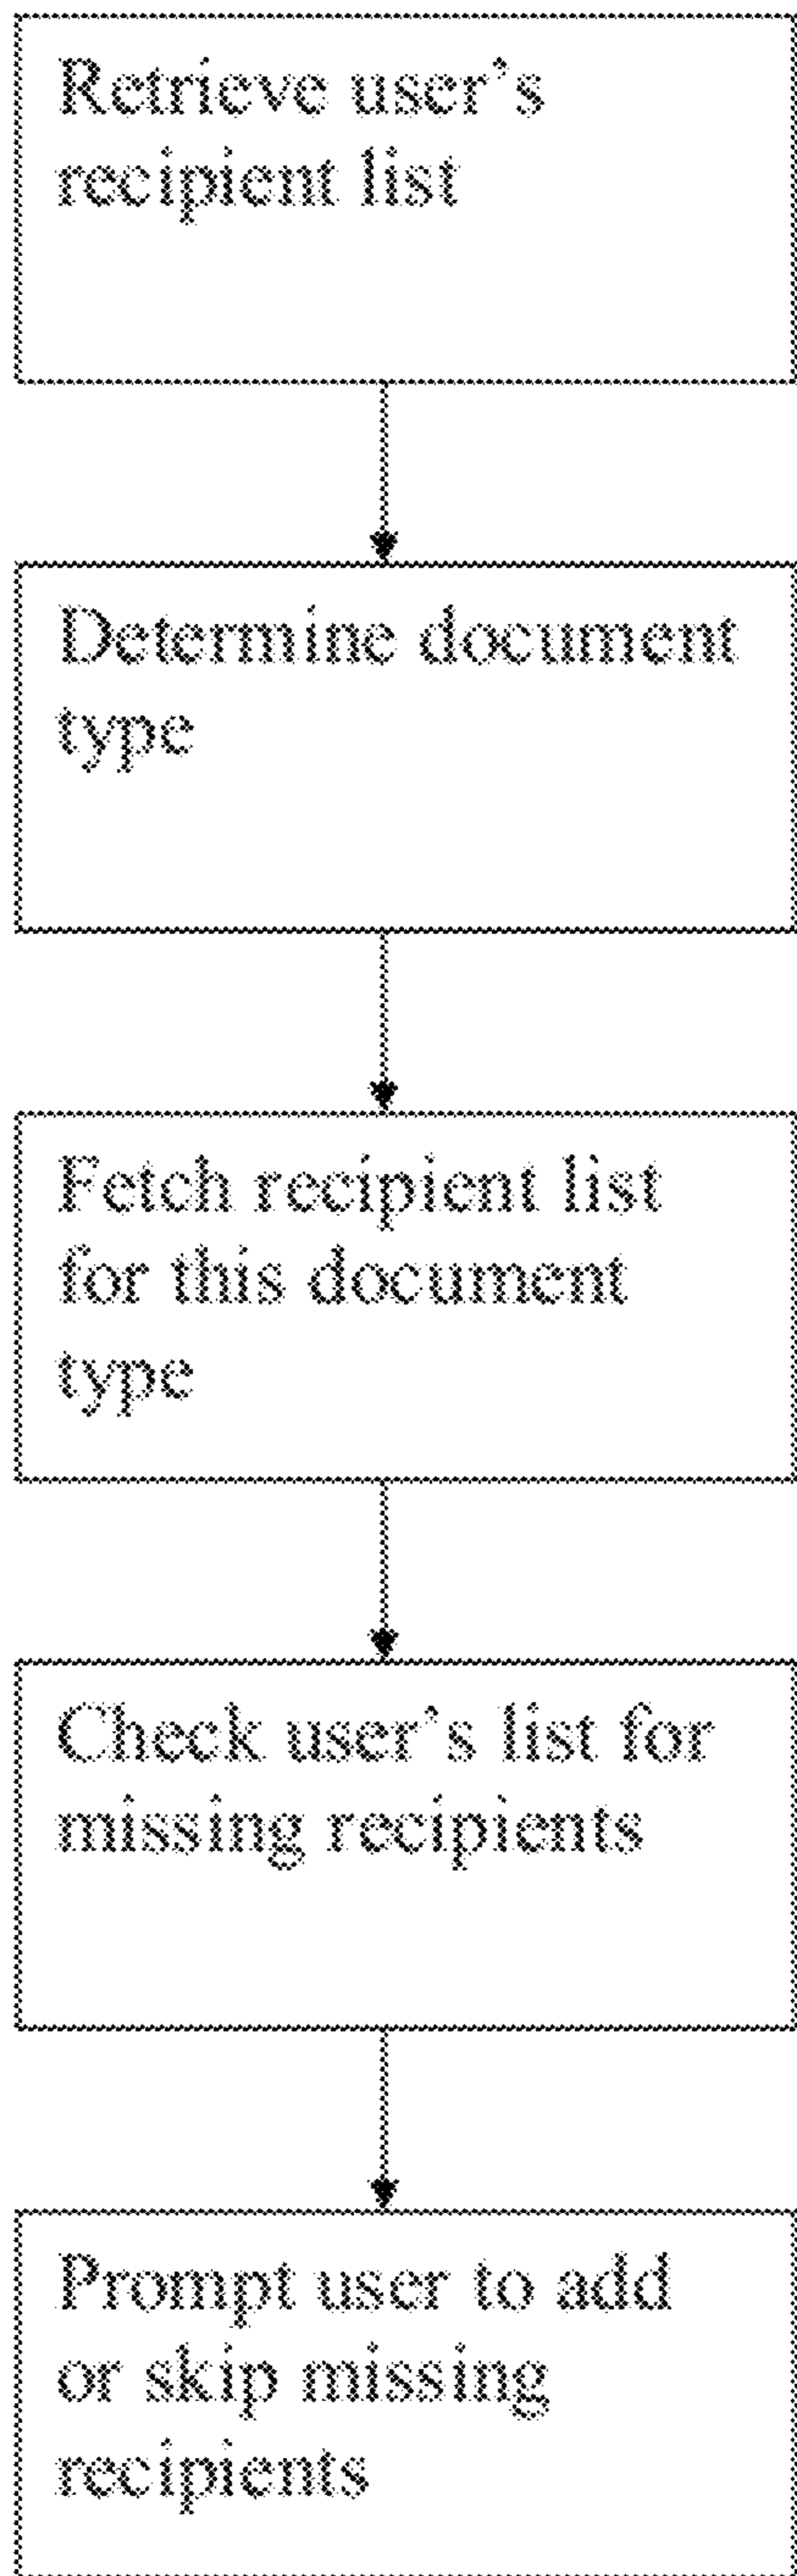 Retrieve user's
recipient list
Determine document
type
Fetch recipient list
for this document
type
Check user's list for
missing recipients
Prompt user to add
or skip missing
recipients